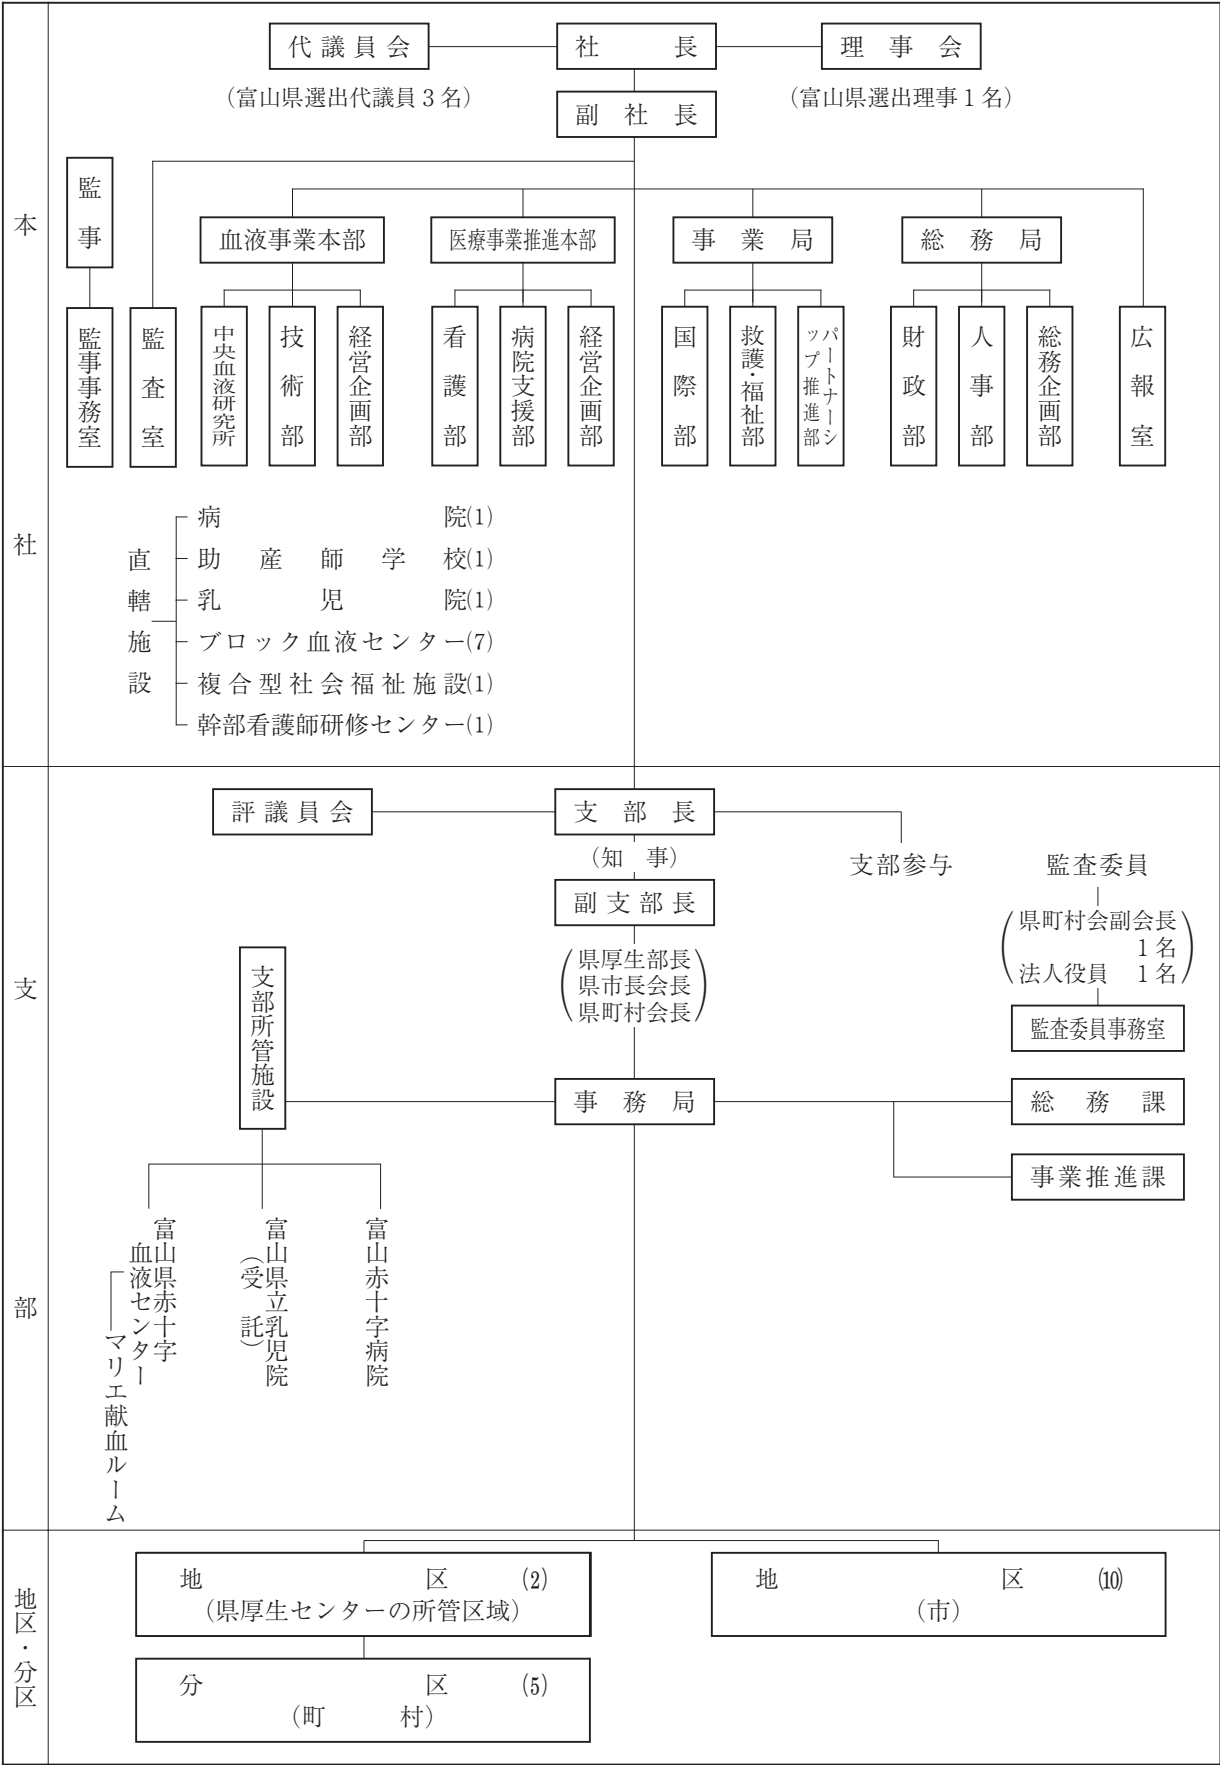 本社
代議員会
社長
理事会
(富山県選出代議員3名)
(富山県選出理事1名)
副社長
監事
血液事業本部
医療事業推進本部
事業局
総務局
監事事務室
監査室
中央血液研究所
技術部
経営企画部
看護部
病院支援部
経営企画部
国際部
救護・福祉部
パートナーシップ推進部
財政部
人事部
総務企画部
広報室
直轄施設
病院(1)
助産師学校(1)
乳児院(1)
ブロック血液センター(7)
複合型社会福祉施設(1)
幹部看護師研修センター(1)
支部
評議員会
支部長
(知事)
支部参与
監査委員
副支部長
(県町村会副会長
1名
法人役員 1名)
(県厚生部長
県市長会長
県町村会長)
監査委員事務室
支部所管施設
事務局
総務課
事業推進課
富山県赤十字
血液センター
マリエ献血ルーム
富山県立乳児院
(受託)
富山赤十字病院
地区・分区
地区 (2)
(県厚生センターの所管区域)
地区 (10)
(市)
分区 (5)
(町村)